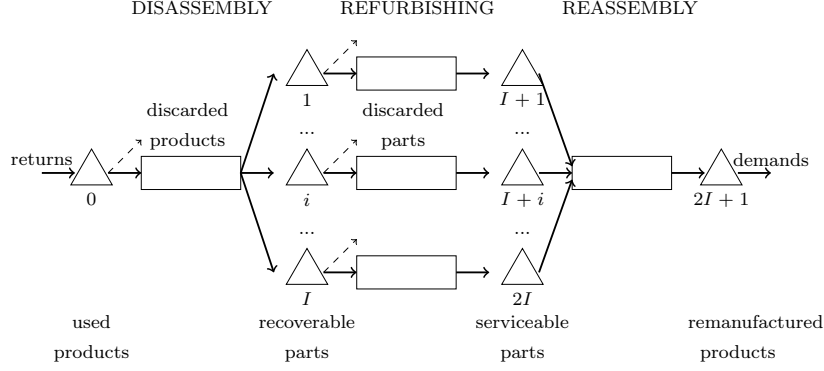 DISASSEMBLY REFURBISHING REASSEMBLY
1 I + 1
discarded discarded
products parts
... ...
returns demands
0 i I + i 2I + 1
... ...
I 2I
used recoverable serviceable remanufactured
products parts parts products